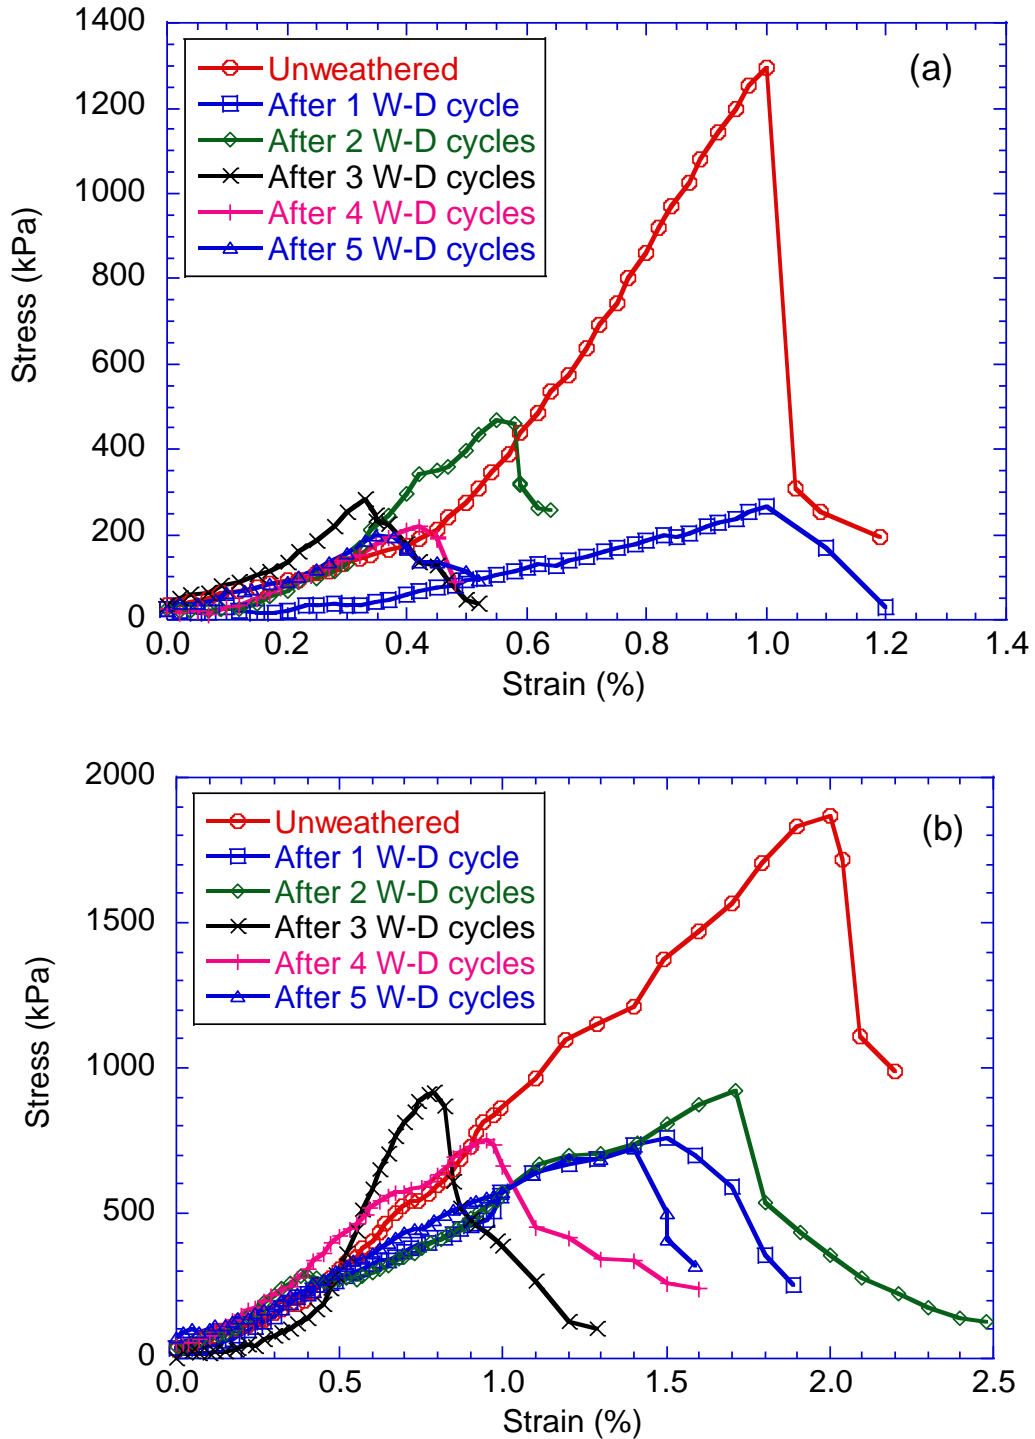 1400
1200
1000
800
600
400
200
0
Stress (kPa)
Unweathered
After 1 W-D cycle
After 2 W-D cycles
After 3 W-D cycles
After 4 W-D cycles
After 5 W-D cycles
(a)
0.0 0.2 0.4 0.6 0.8 1.0 1.2 1.4
Strain (%)
2000
1500
1000
500
0
Stress (kPa)
Unweathered
After 1 W-D cycle
After 2 W-D cycles
After 3 W-D cycles
After 4 W-D cycles
After 5 W-D cycles
(b)
0.0 0.5 1.0 1.5 2.0 2.5
Strain (%)